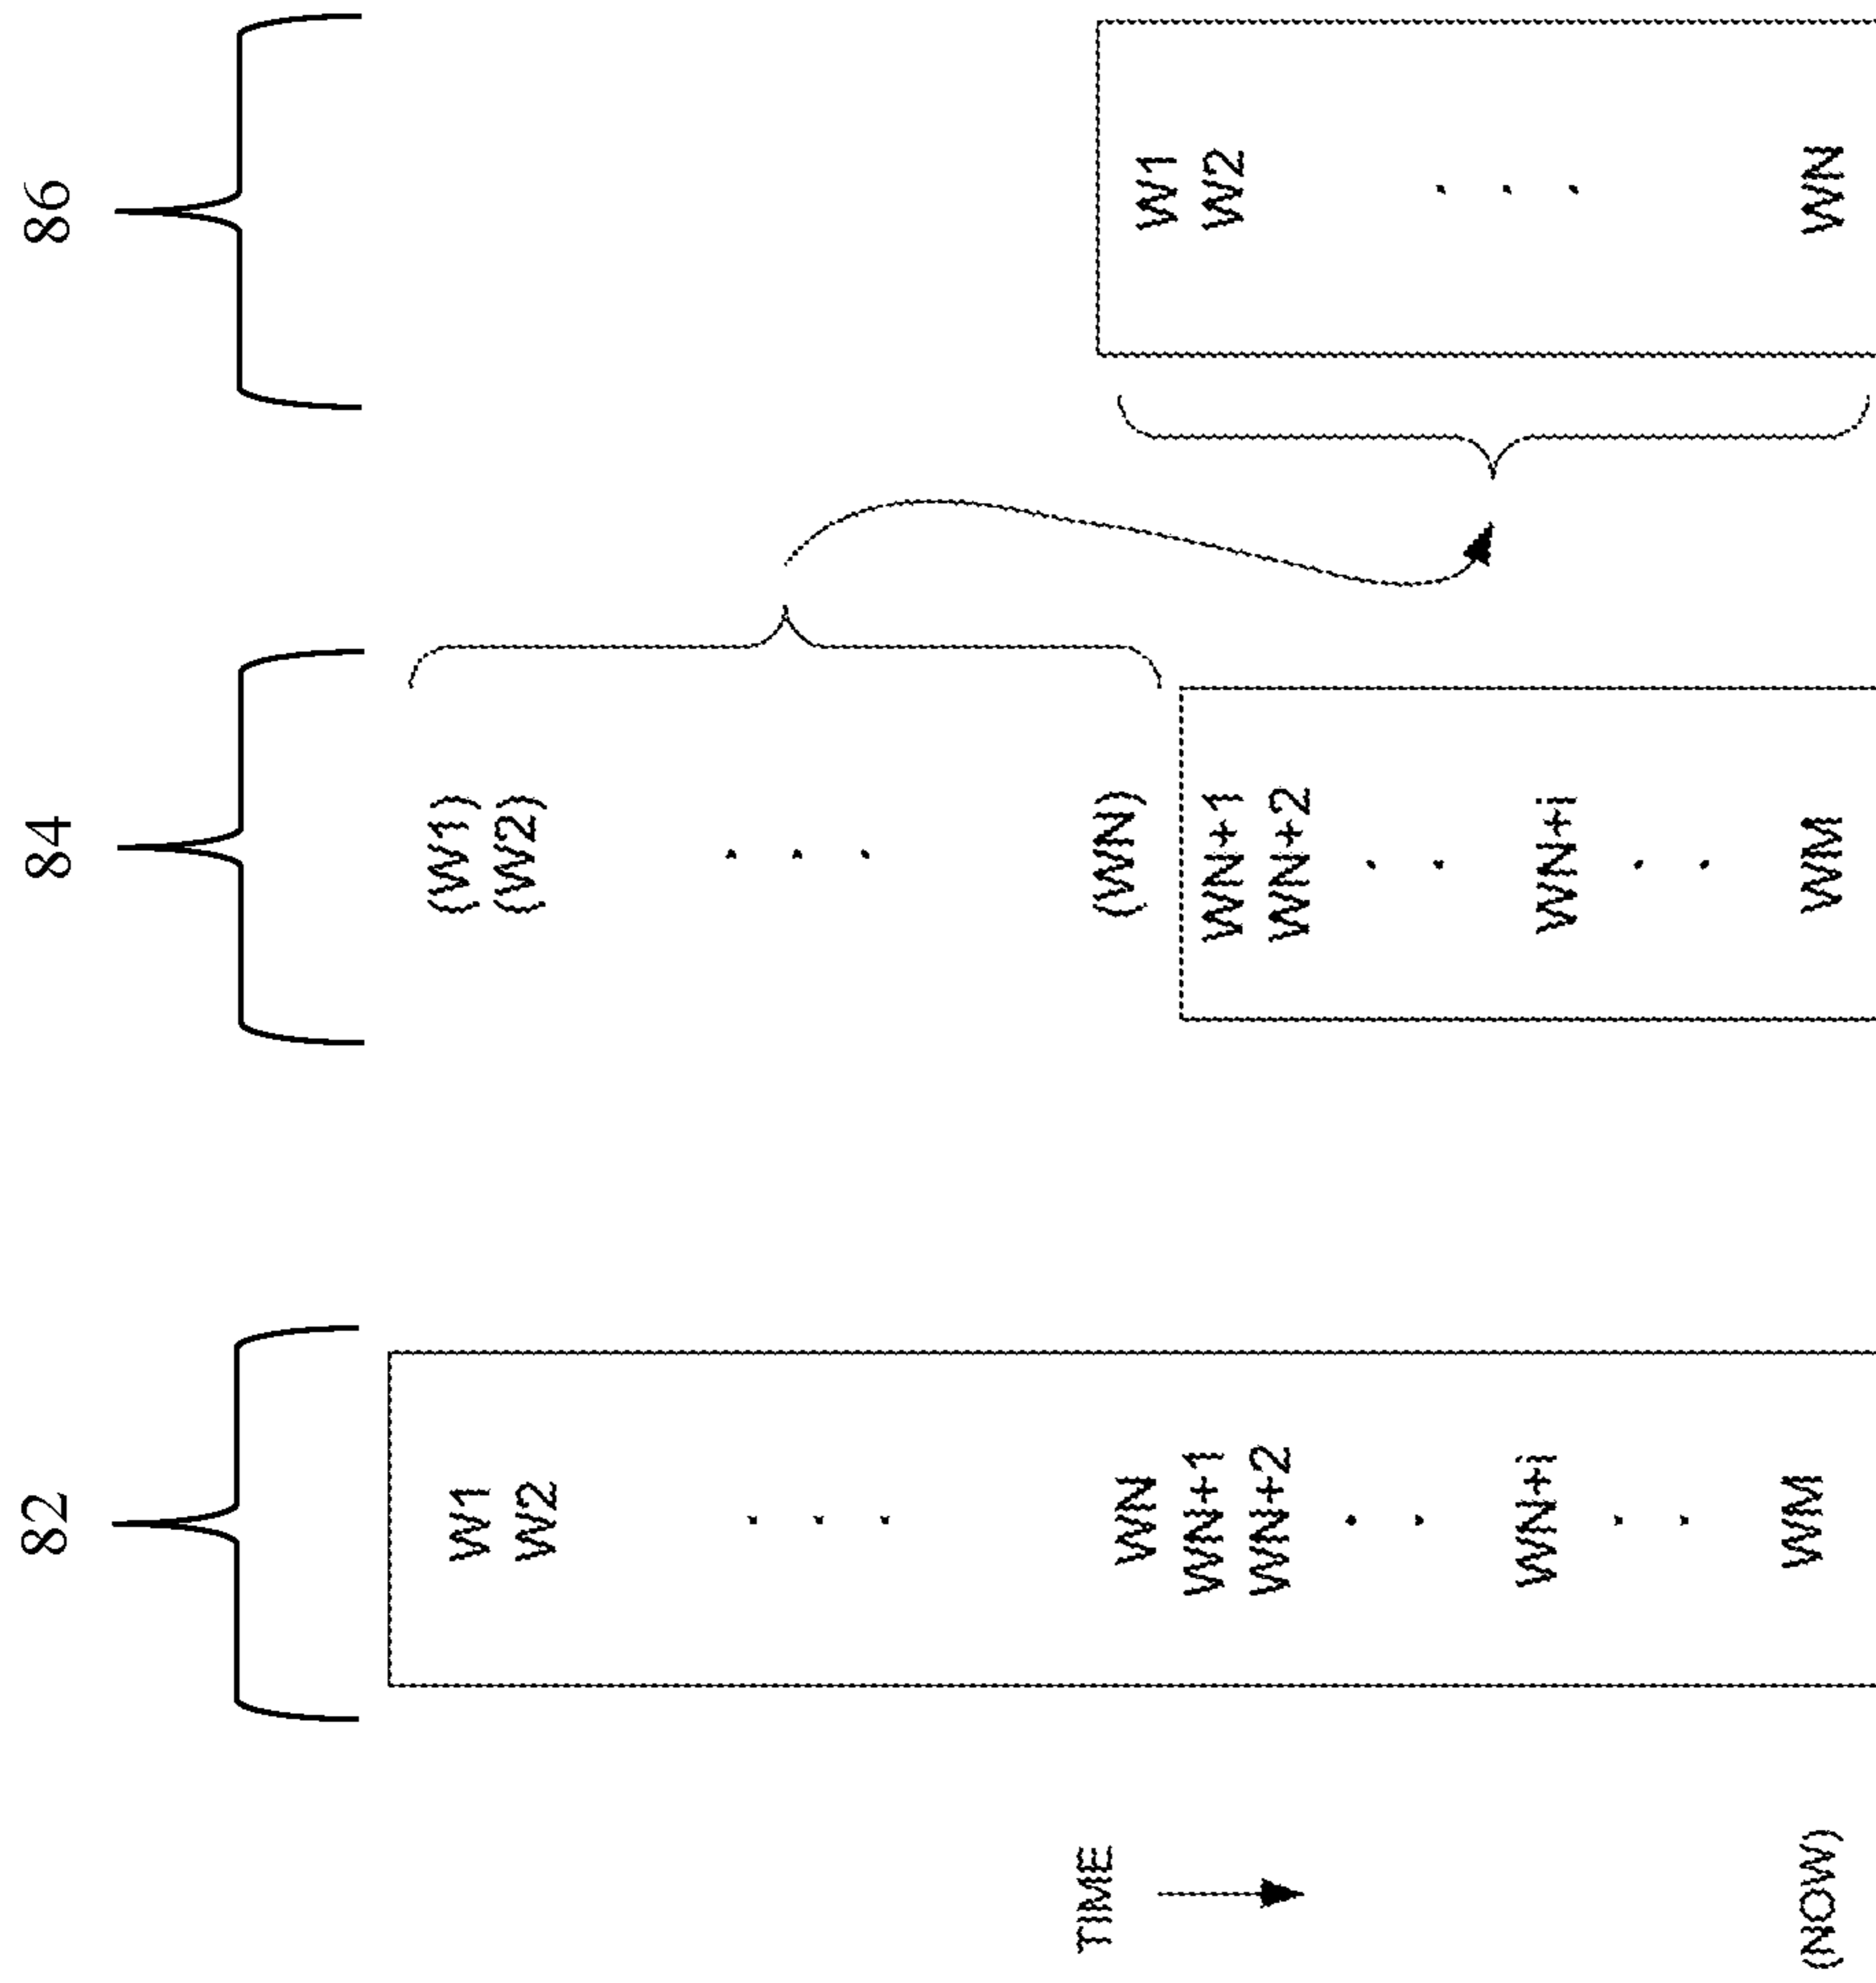 82
W1
W2
. . .
WN
WN+1
WN+2
. .
WN+i
. .
WM
84
(W1)
(W2)
. . .
(WN)
WN+1
WN+2
. .
WN+i
. .
WM
86
W1
W2
. . .
WN
TIME
(NOW)